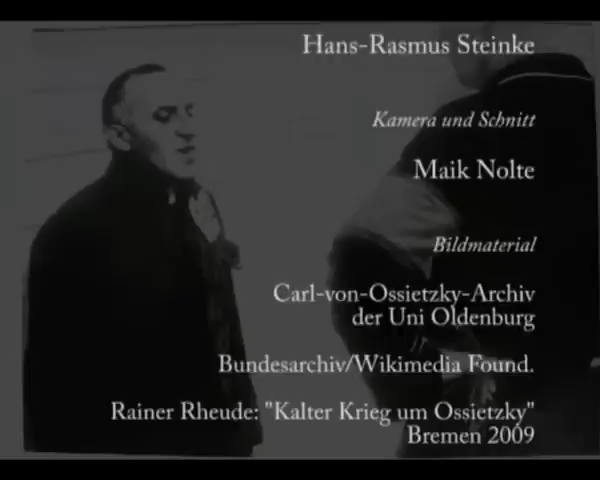 Hans-Rasmus Steinke
Kamera und Schnitt
Maik Nolte
Bildmaterial
Carl-von-Ossietzky-Archiv
der Uni Oldenburg
Bundesarchiv/Wikimedia Found.
Rainer Rheude: "Kalter Krieg um Ossietzky"
Bremen 2009